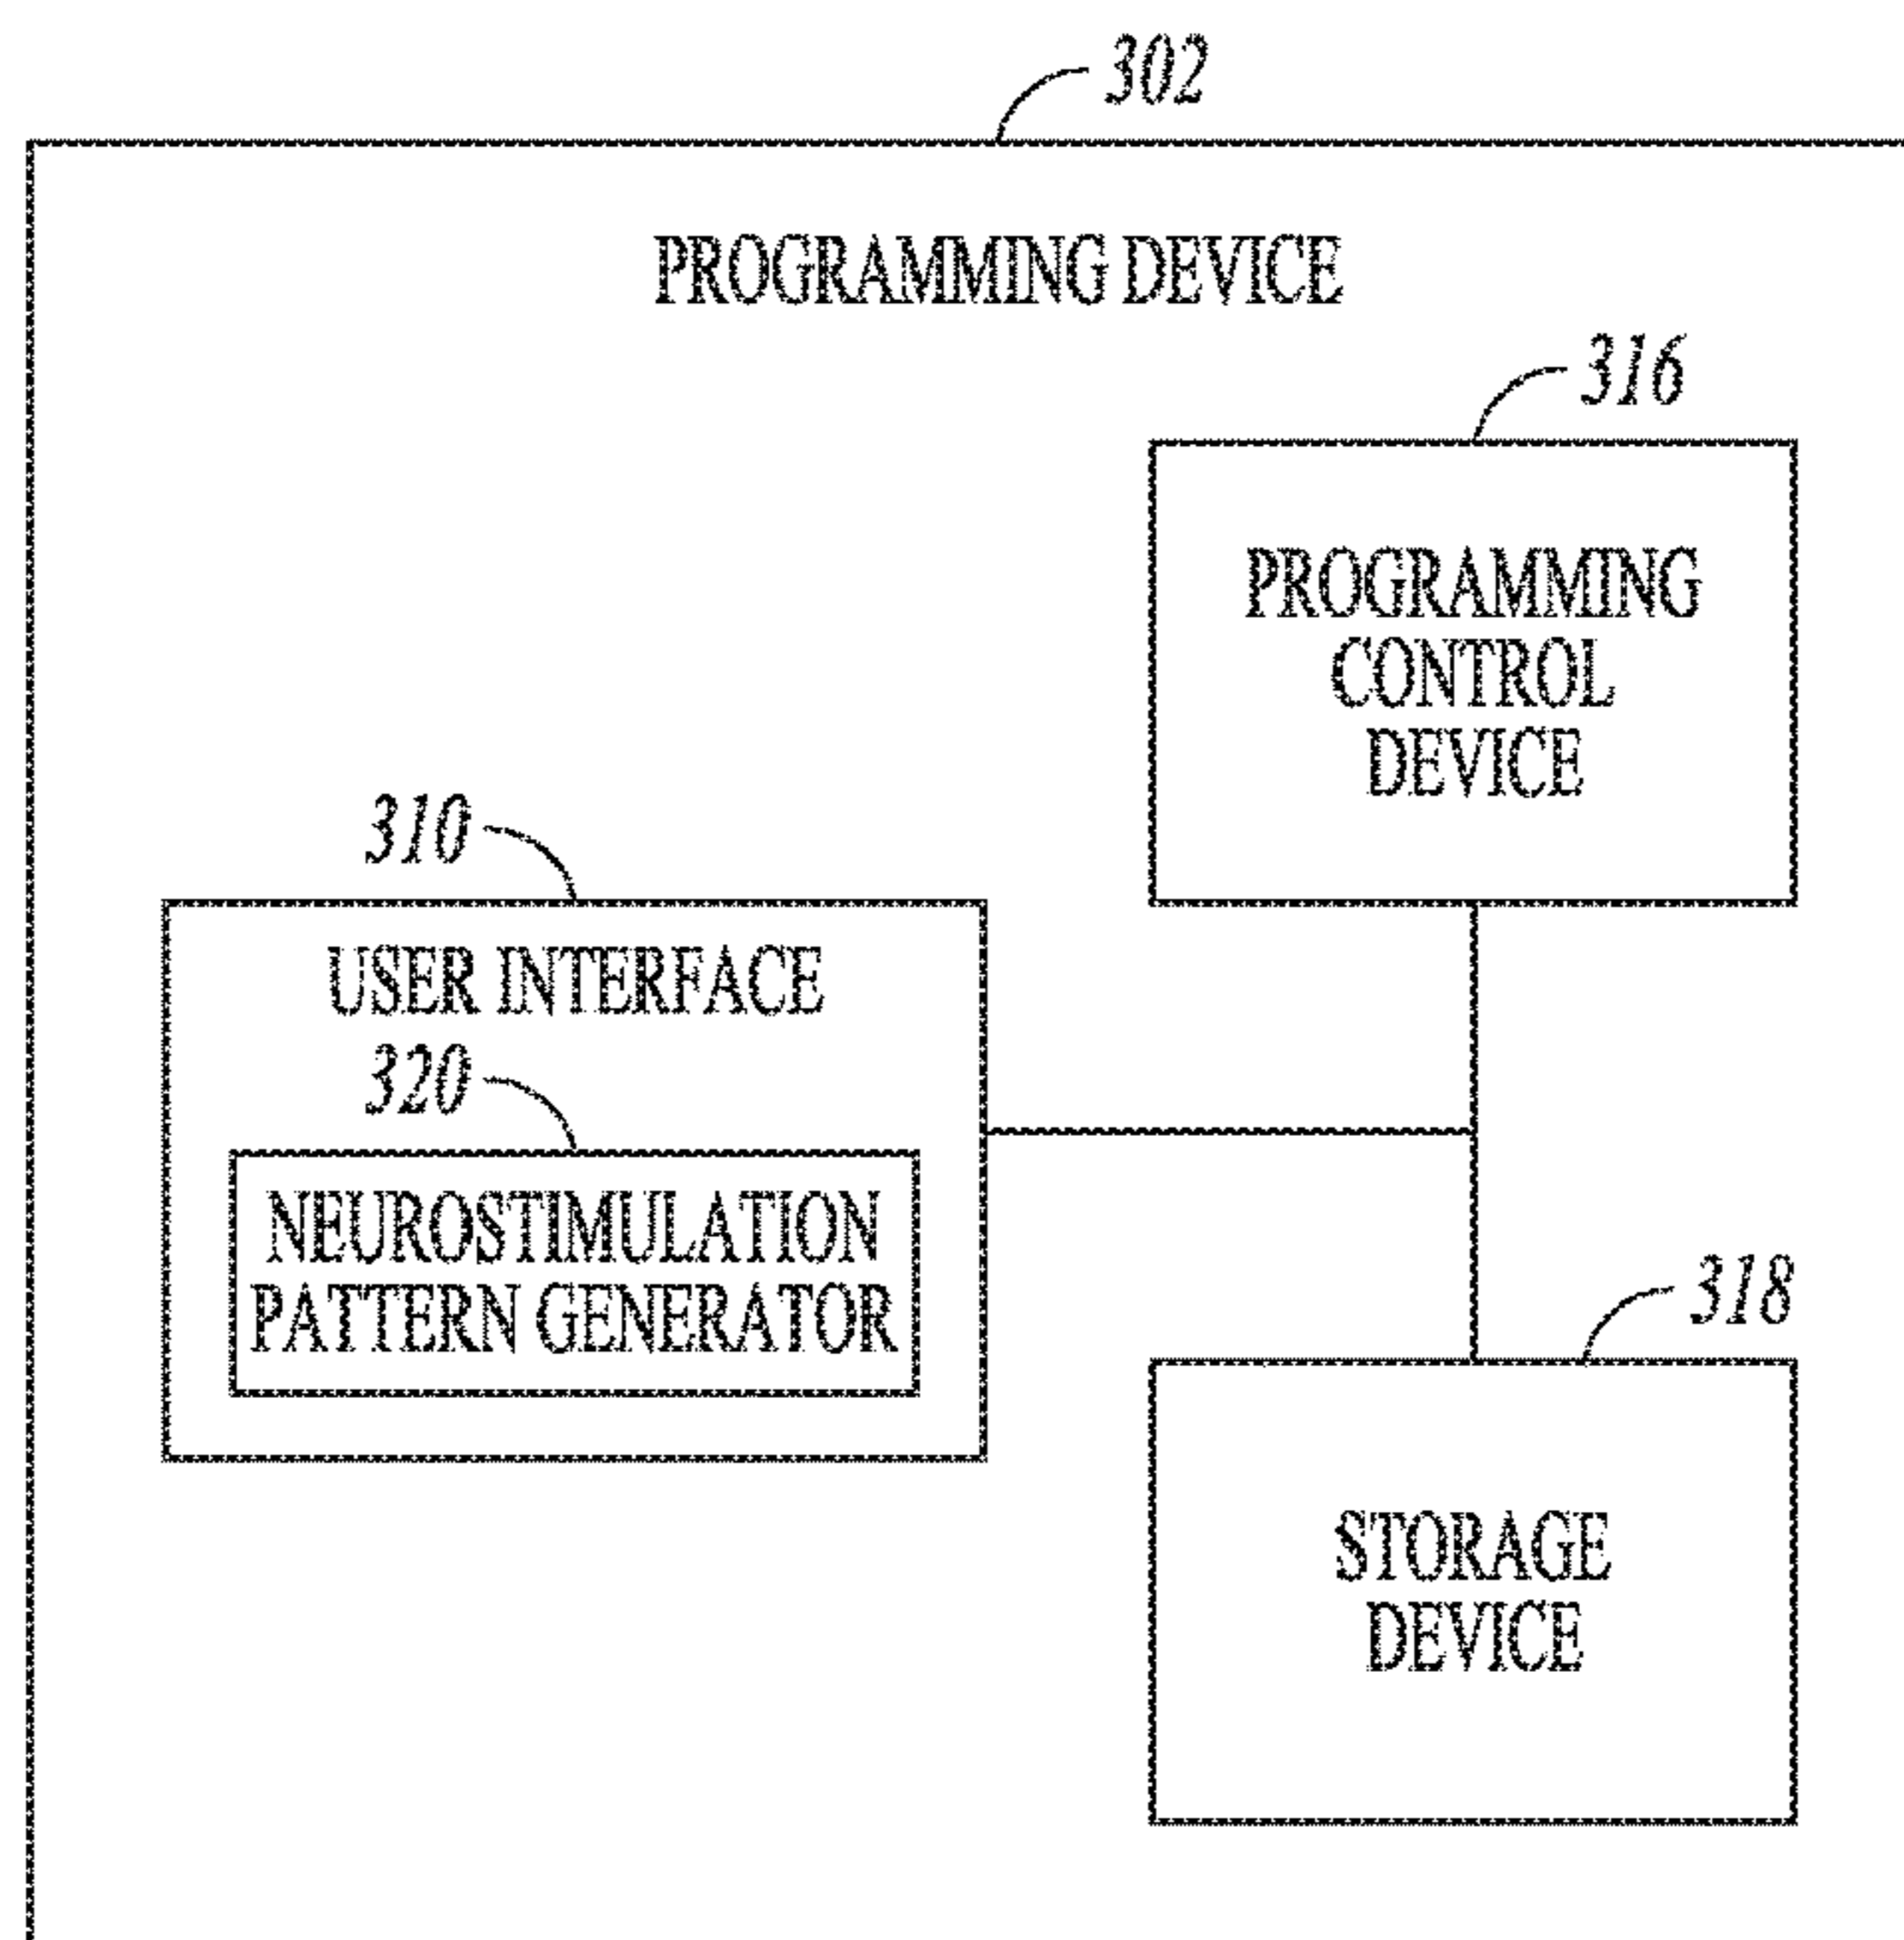 302
PROGRAMMING DEVICE
316
PROGRAMMING
CONTROL
DEVICE
310
USER INTERFACE
320
NEUROSTIMULATION
PATTERN GENERATOR
318
STORAGE
DEVICE